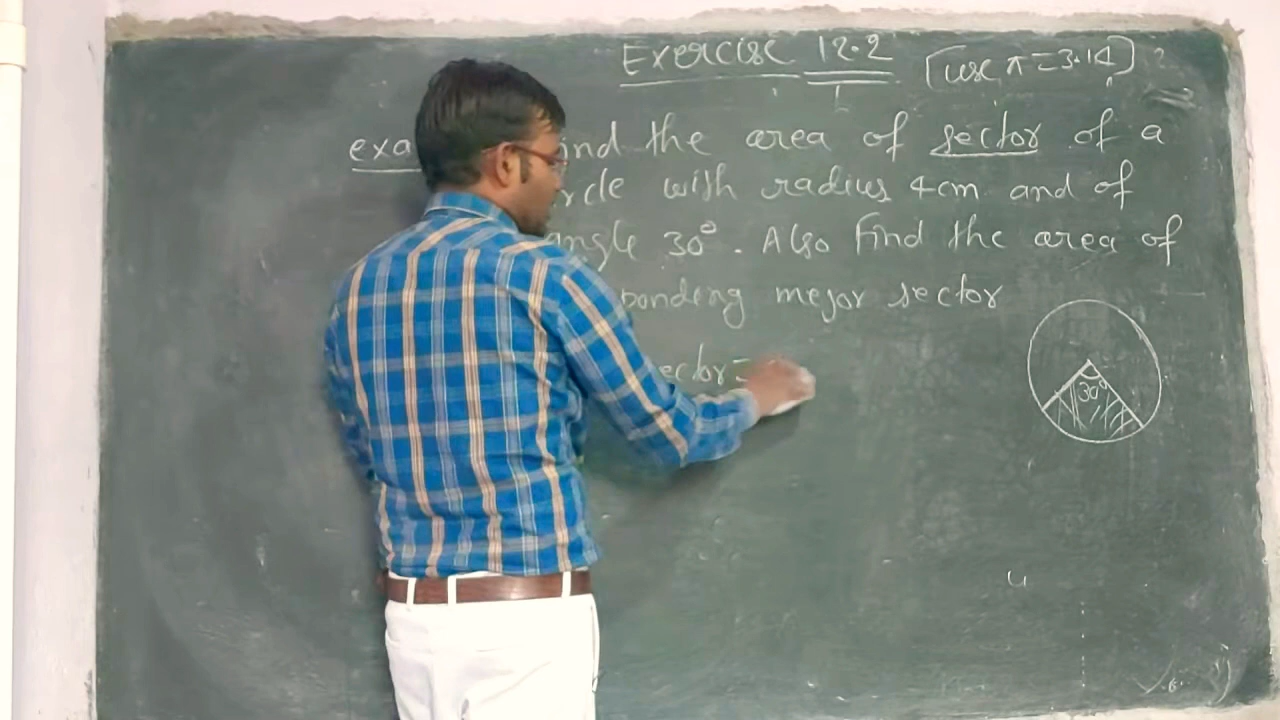 Exercise 12.2 [use π = 3.14]
exa ind the area of sector of a
rcle with radius 4cm and of
angle 30°. Also find the area of
ponding mejor sector
ector =
30°